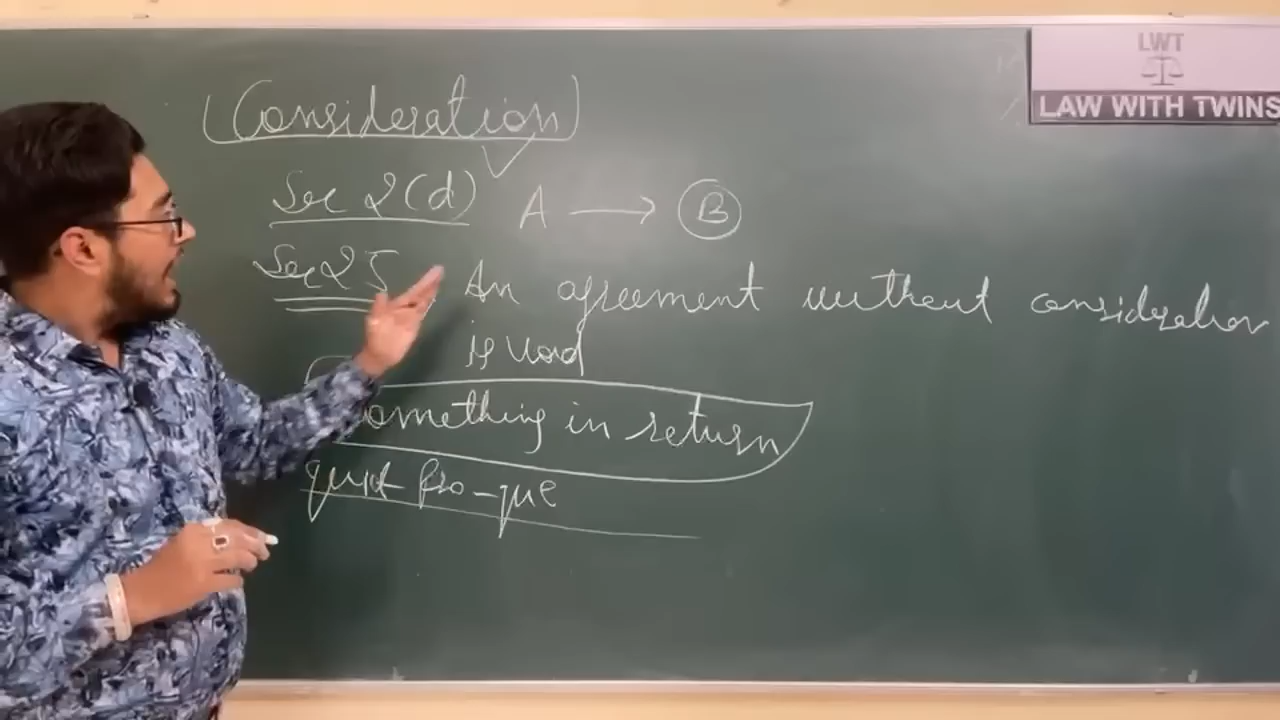 LWT
LAW WITH TWINS
(Consideration)
Sec 2(d) A → B
Sec 25 An agreement without consideration
is void
something in return
quid pro-que